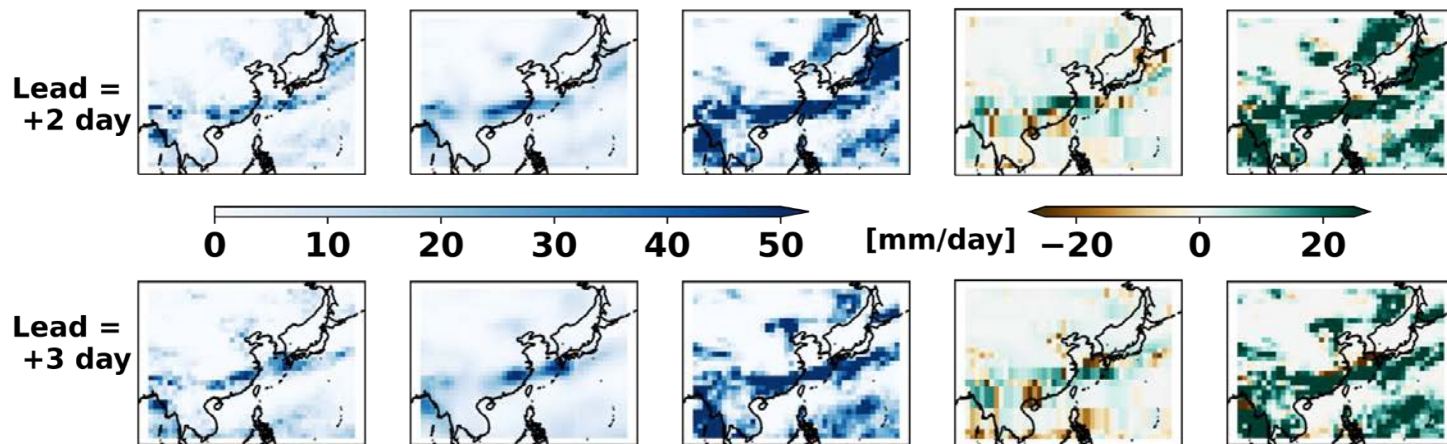 Lead =
+2 day
0 10 20 30 40 50 [mm/day] −20 0 20
Lead =
+3 day